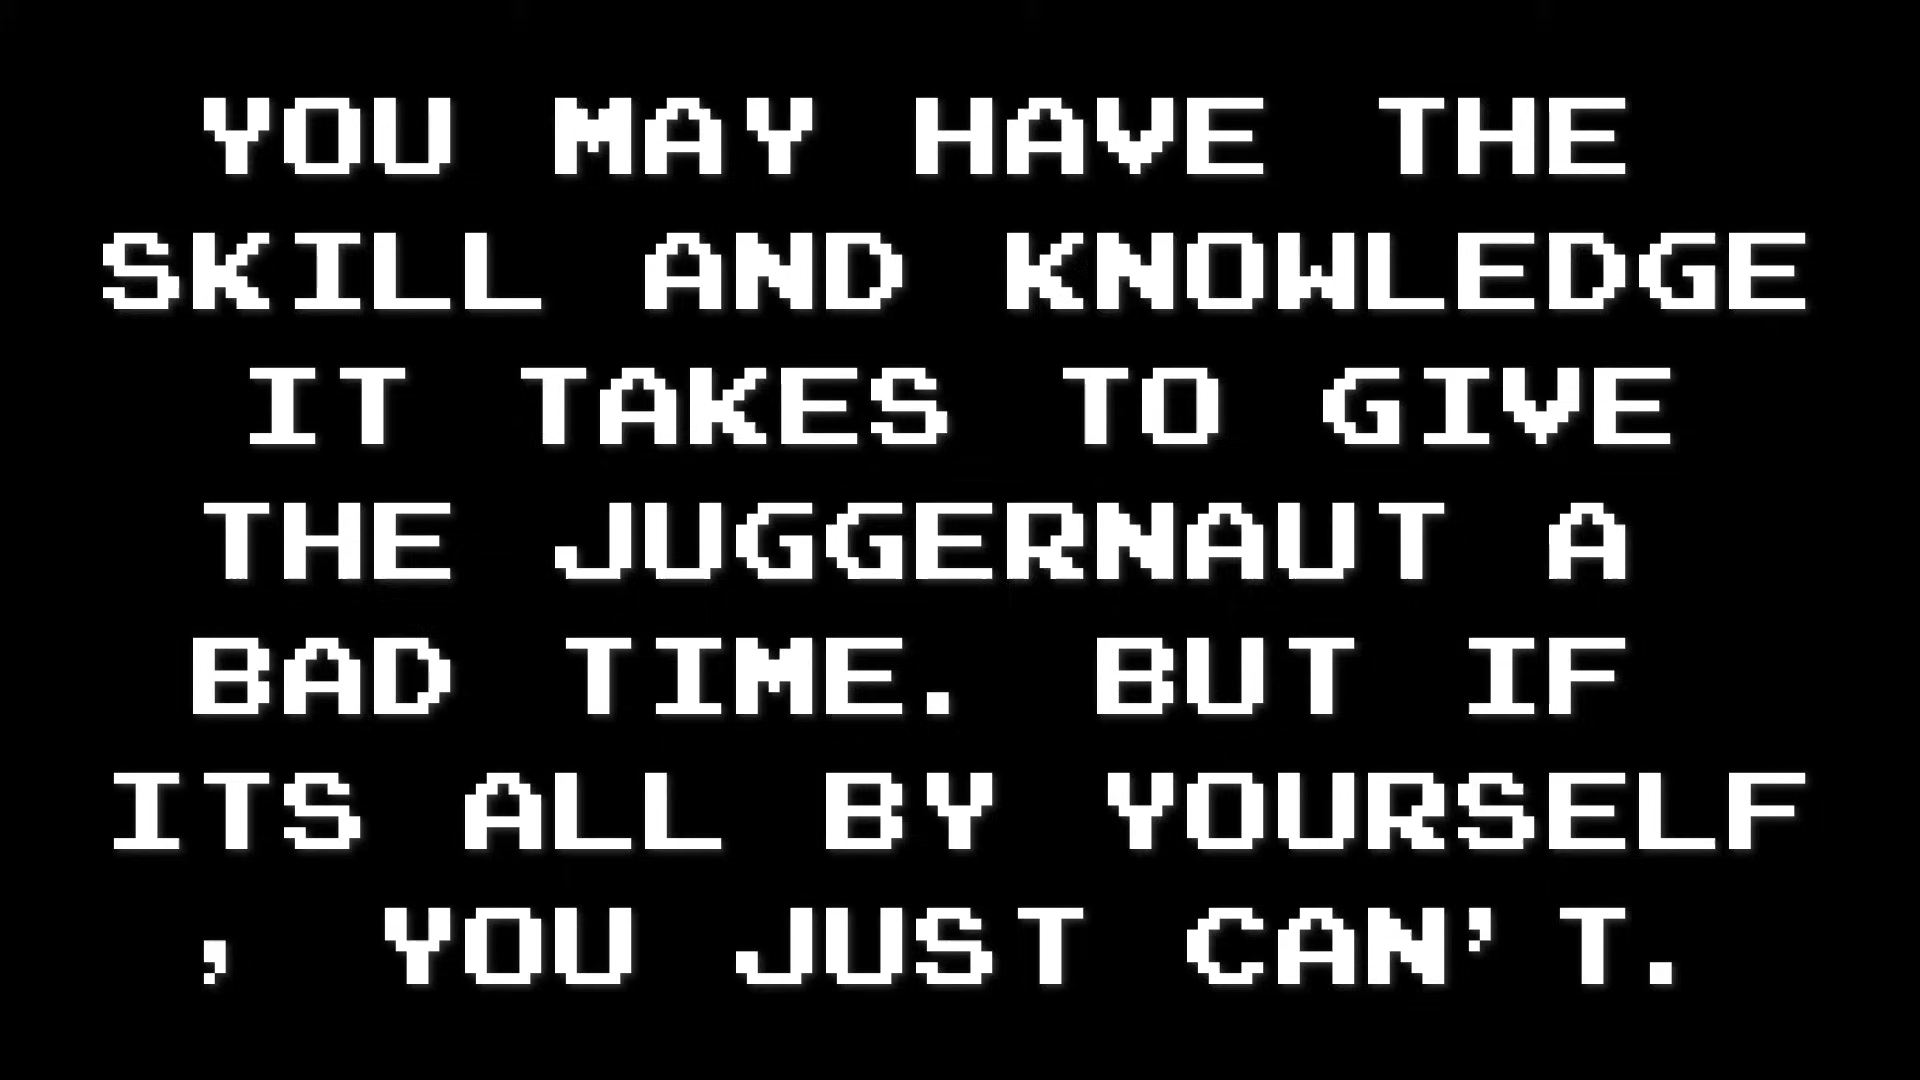 YOU MAY HAVE THE
SKILL AND KNOWLEDGE
IT TAKES TO GIVE
THE JUGGERNAUT A
BAD TIME. BUT IF
ITS ALL BY YOURSELF
, YOU JUST CAN'T.